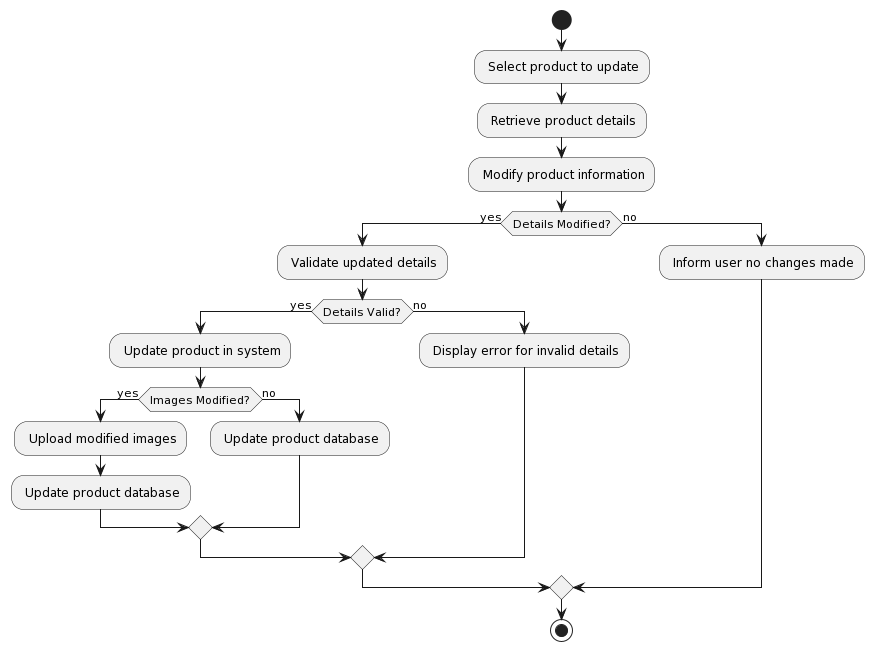 Select product to update
Retrieve product details
Modify product information
yes
Details Modified?
no
Validate updated details
Inform user no changes made
yes
Details Valid?
no
Update product in system
Display error for invalid details
yes
Images Modified?
no
Upload modified images
Update product database
Update product database